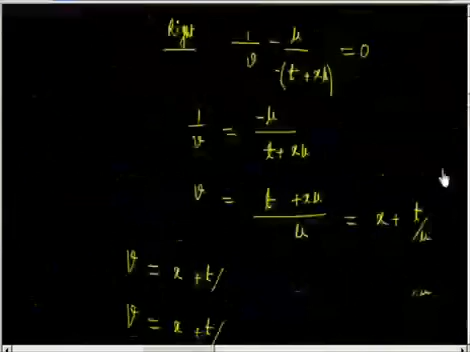 Right 1/v - μ/-(t + xμ) = 0
1/v = -μ/t + xμ
v = t + xμ/μ = x + t/μ
v = x + t/
v = x + t/